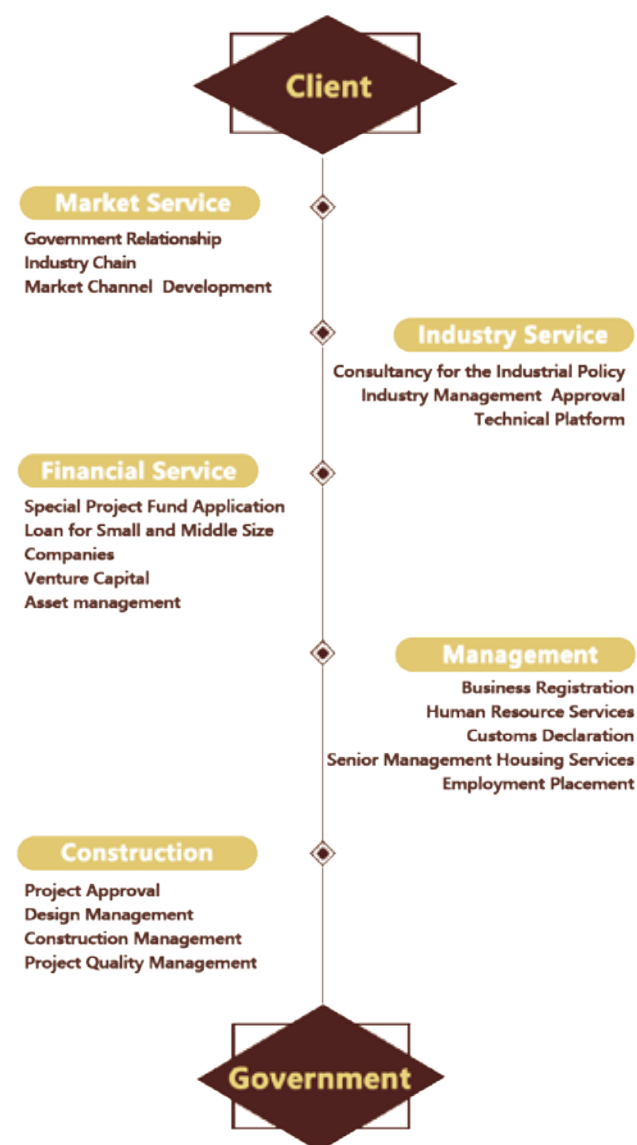 Client
Market Service
Government Relationship
Industry Chain
Market Channel Development
Industry Service
Consultancy for the Industrial Policy
Industry Management Approval
Technical Platform
Financial Service
Special Project Fund Application
Loan for Small and Middle Size
Companies
Venture Capital
Asset management
Management
Business Registration
Human Resource Services
Customs Declaration
Senior Management Housing Services
Employment Placement
Construction
Project Approval
Design Management
Construction Management
Project Quality Management
Government